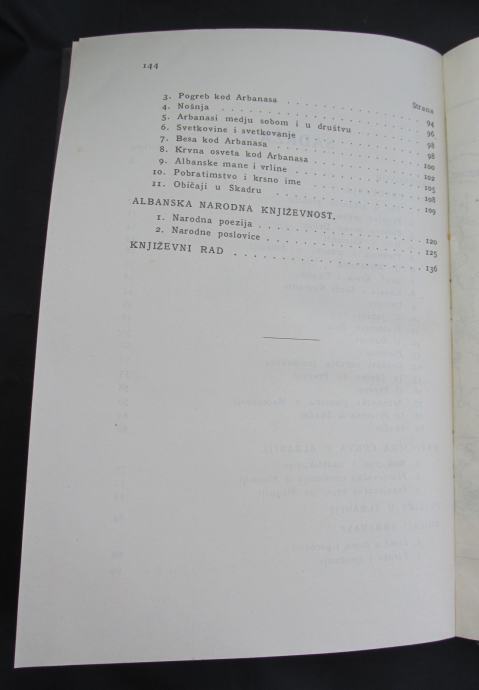 144
Strana
3. Pogreb kod Arbanasa . . . . . . . . . . . . 94
4. Nošnja . . . . . . . . . . . . . . . . . . 96
5. Arbanasi medju sobom i u društvu . . . . . . . 98
6. Svetkovine i svetkovanje . . . . . . . . . . . 98
7. Besa kod Arbanasa . . . . . . . . . . . . . 100
8. Krvna osveta kod Arbanasa . . . . . . . . . . 102
9. Albanske mane i vrline . . . . . . . . . . . 105
10. Pobratimstvo i krsno ime . . . . . . . . . . 108
11. Običaji u Skadru . . . . . . . . . . . . . 109
ALBANSKA NARODNA KNJIŽEVNOST.
1. Narodna poezija . . . . . . . . . . . . . . 120
2. Narodne poslovice . . . . . . . . . . . . . 125
KNJIŽEVNI RAD . . . . . . . . . . . . . . . 136